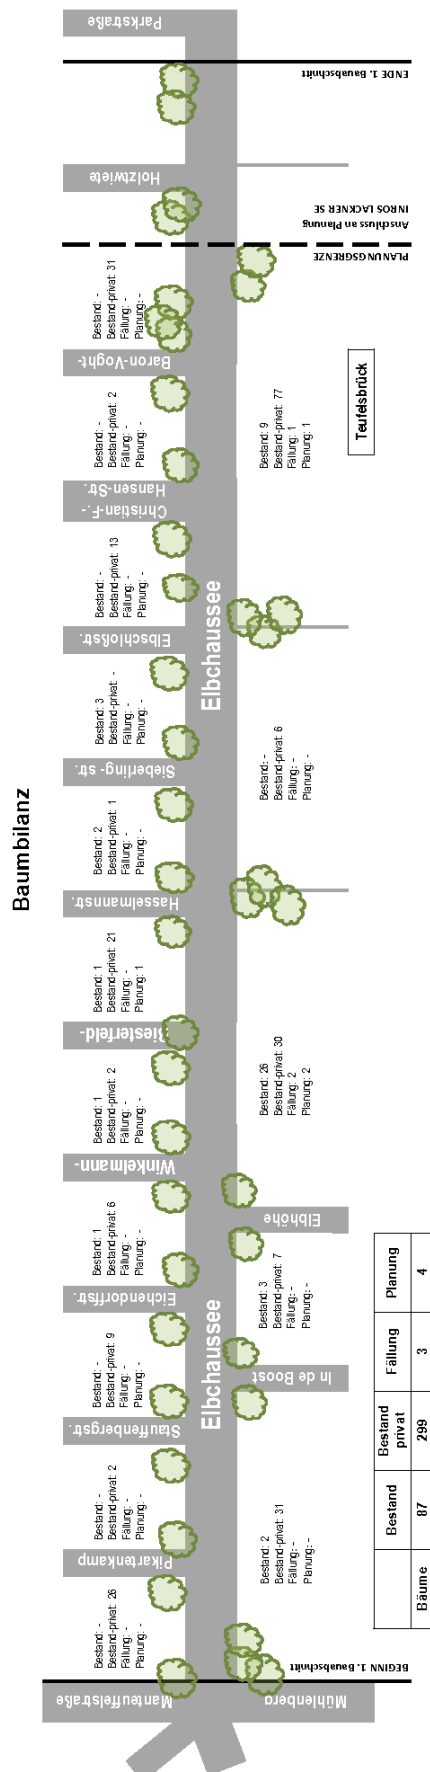 Baumbilanz
Manteuffelstraße
Pikartenkamp
Stauffenbergstr.
Eichendorffstr.
Winkelmann-
Biesterfeld-
Hasselmannstr.
Sieberling- str.
Elbschloßstr.
Christian-F.-
Hansen-Str.
Baron-Voght-
Holztwiete
Parkstraße
Bestand: -
Bestand-privat: 26
Fällung: -
Planung: -
Bestand: -
Bestand-privat: 2
Fällung: -
Planung: -
Bestand: -
Bestand-privat: 9
Fällung: -
Planung: -
Bestand: 1
Bestand-privat: 6
Fällung: -
Planung: -
Bestand: 1
Bestand-privat: 2
Fällung: -
Planung: -
Bestand: 1
Bestand-privat: 21
Fällung: -
Planung: 1
Bestand: 2
Bestand-privat: 1
Fällung: -
Planung: -
Bestand: 3
Bestand-privat: -
Fällung: -
Planung: -
Bestand: -
Bestand-privat: 13
Fällung: -
Planung: -
Bestand: -
Bestand-privat: 2
Fällung: -
Planung: -
Bestand: -
Bestand-privat: 31
Fällung: -
Planung: -
Elbchaussee
Elbchaussee
Mühlenberg
BEGINN 1. Bauabschnitt
Bestand: 2
Bestand-privat: 31
Fällung: -
Planung: -
In de Boost
Bestand: 3
Bestand-privat: 7
Fällung: -
Planung: -
Elbhöhe
Bestand: 26
Bestand-privat: 30
Fällung: 2
Planung: 2
Bestand: -
Bestand-privat: 6
Fällung: -
Planung: -
Bestand: 9
Bestand-privat: 77
Fällung: 1
Planung: 1
Teufelsbrück
PLANUNGSGRENZE
Anschluss an Planung
INROS LACKNER SE
ENDE 1. Bauabschnitt
Bestand Bestand privat Fällung Planung
Bäume 87 299 3 4